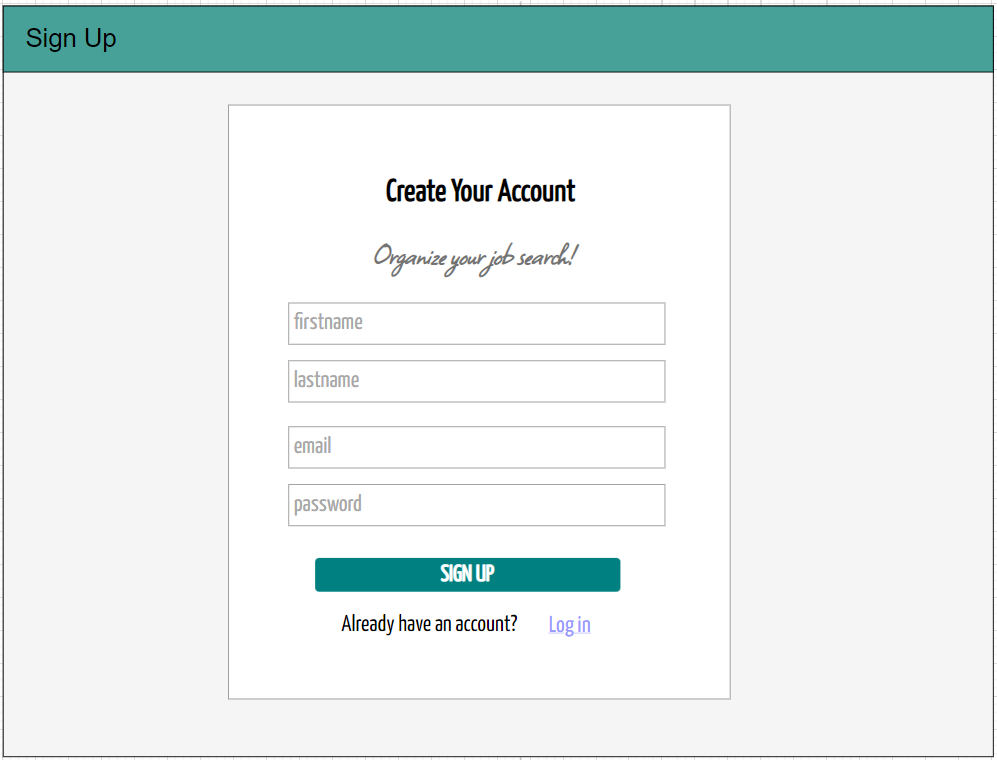 Sign Up
Create Your Account
Organize your job search!
firstname
lastname
email
password
SIGN UP
Already have an account? Log in